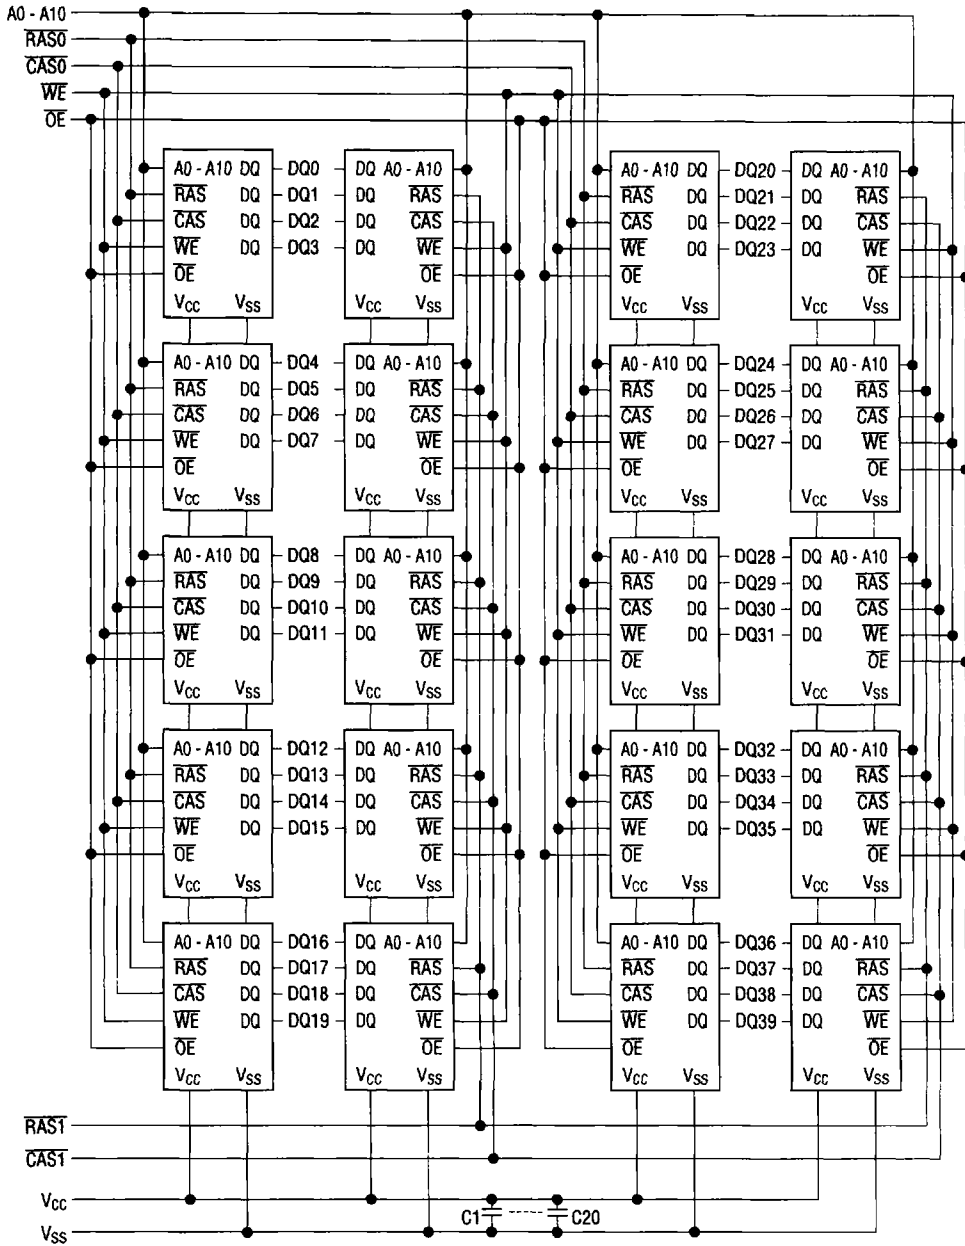 A0 - A10
RAS0
CAS0
WE
OE
A0 - A10 DQ DQ0 DQ A0 - A10 A0 - A10 DQ DQ20 DQ A0 - A10
RAS DQ DQ1 DQ RAS RAS DQ DQ21 DQ RAS
CAS DQ DQ2 DQ CAS CAS DQ DQ22 DQ CAS
WE DQ DQ3 DQ WE WE DQ DQ23 DQ WE
OE OE OE OE
VCC VSS VCC VSS VCC VSS VCC VSS
A0 - A10 DQ DQ4 DQ A0 - A10 A0 - A10 DQ DQ24 DQ A0 - A10
RAS DQ DQ5 DQ RAS RAS DQ DQ25 DQ RAS
CAS DQ DQ6 DQ CAS CAS DQ DQ26 DQ CAS
WE DQ DQ7 DQ WE WE DQ DQ27 DQ WE
OE OE OE OE
VCC VSS VCC VSS VCC VSS VCC VSS
A0 - A10 DQ DQ8 DQ A0 - A10 A0 - A10 DQ DQ28 DQ A0 - A10
RAS DQ DQ9 DQ RAS RAS DQ DQ29 DQ RAS
CAS DQ DQ10 DQ CAS CAS DQ DQ30 DQ CAS
WE DQ DQ11 DQ WE WE DQ DQ31 DQ WE
OE OE OE OE
VCC VSS VCC VSS VCC VSS VCC VSS
A0 - A10 DQ DQ12 DQ A0 - A10 A0 - A10 DQ DQ32 DQ A0 - A10
RAS DQ DQ13 DQ RAS RAS DQ DQ33 DQ RAS
CAS DQ DQ14 DQ CAS CAS DQ DQ34 DQ CAS
WE DQ DQ15 DQ WE WE DQ DQ35 DQ WE
OE OE OE OE
VCC VSS VCC VSS VCC VSS VCC VSS
A0 - A10 DQ DQ16 DQ A0 - A10 A0 - A10 DQ DQ36 DQ A0 - A10
RAS DQ DQ17 DQ RAS RAS DQ DQ37 DQ RAS
CAS DQ DQ18 DQ CAS CAS DQ DQ38 DQ CAS
WE DQ DQ19 DQ WE WE DQ DQ39 DQ WE
OE OE OE OE
VCC VSS VCC VSS VCC VSS VCC VSS
RAS1
CAS1
VCC
C1 C20
VSS